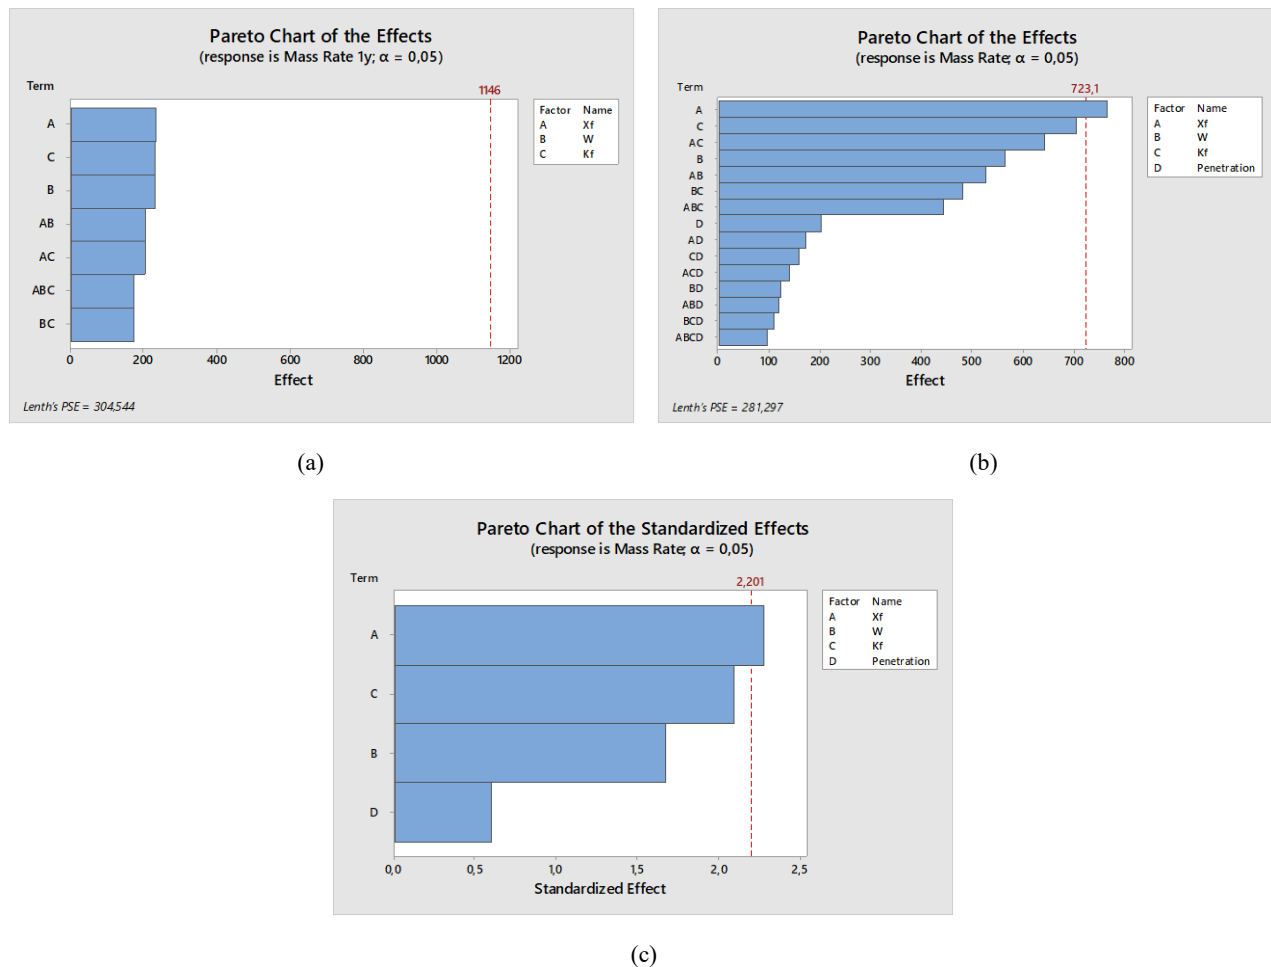 Pareto Chart of the Effects
(response is Mass Rate 1y; α = 0,05)
Term
1146
A
C
B
AB
AC
ABC
BC
0 200 400 600 800 1000 1200
Effect
Factor Name
A Xf
B W
C Kf
Lenth's PSE = 304,544
(a)
Pareto Chart of the Effects
(response is Mass Rate; α = 0,05)
Term
723,1
A
C
AC
B
AB
BC
ABC
D
AD
CD
ACD
BD
ABD
BCD
ABCD
0 100 200 300 400 500 600 700 800
Effect
Factor Name
A Xf
B W
C Kf
D Penetration
Lenth's PSE = 281,297
(b)
Pareto Chart of the Standardized Effects
(response is Mass Rate; α = 0,05)
Term
2,201
A
C
B
D
0,0 0,5 1,0 1,5 2,0 2,5
Standardized Effect
Factor Name
A Xf
B W
C Kf
D Penetration
(c)